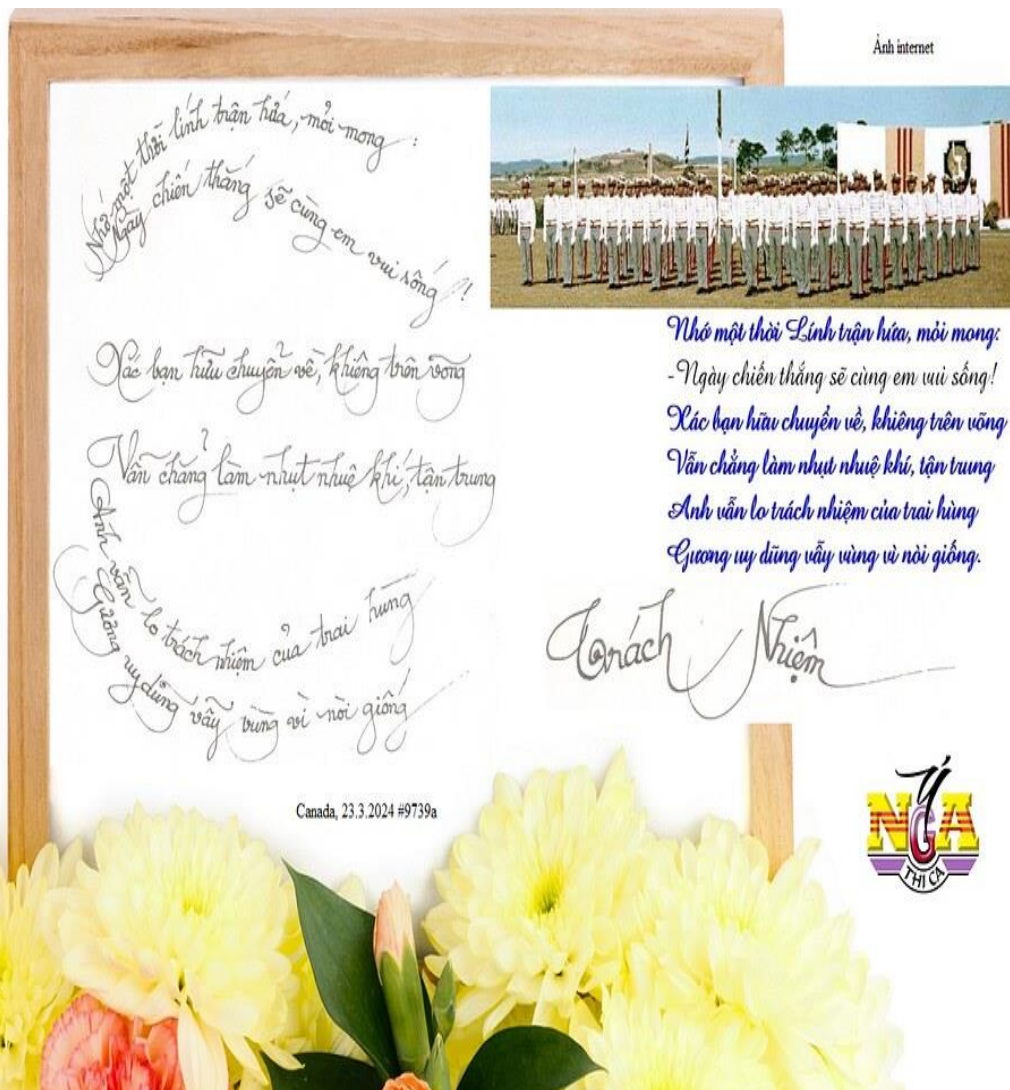 Ảnh internet
Nhớ một thời lính trận hứa, mỏi mong :
Ngày chiến thắng sẽ cùng em vui sống !
Xác bạn hữu chuyển về, khiêng trên võng
Vẫn chẳng làm nhụt nhuệ khí, tận trung
Anh vẫn lo trách nhiệm của trai hùng
Gương uy dũng vẫy vùng vì nòi giống
Nhớ một thời Lính trận hứa, mỏi mong:
-Ngày chiến thắng sẽ cùng em vui sống!
Xác bạn hữu chuyển về, khiêng trên võng
Vẫn chẳng làm nhụt nhuệ khí, tận trung
Anh vẫn lo trách nhiệm của trai hùng
Gương uy dũng vẫy vùng vì nòi giống.
Trách Nhiệm
Canada, 23.3.2024 #9739a
Ý
NGA
THI CA